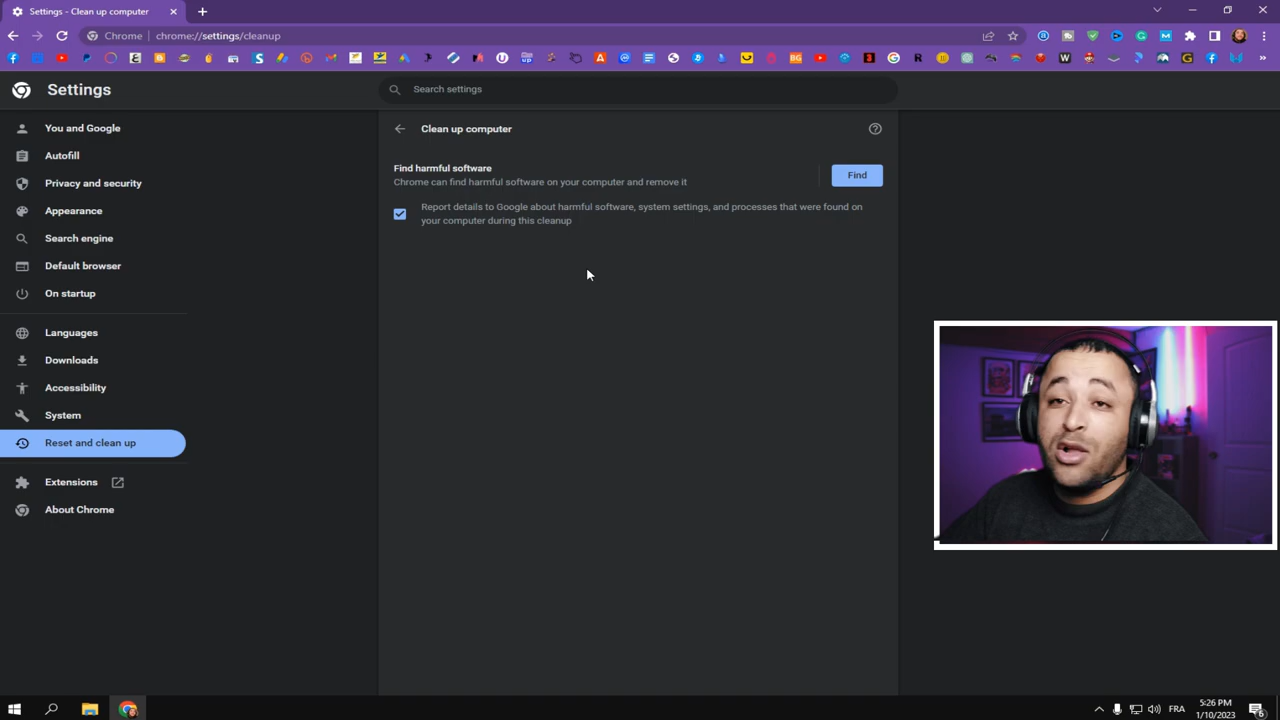 Settings - Clean up computer
Chrome
chrome://settings/cleanup
Settings
Search settings
You and Google
Autofill
Privacy and security
Appearance
Search engine
Default browser
On startup
Languages
Downloads
Accessibility
System
Reset and clean up
Extensions
About Chrome
Clean up computer
Find harmful software
Chrome can find harmful software on your computer and remove it
Find
Report details to Google about harmful software, system settings, and processes that were found on
your computer during this cleanup
FRA
5:26 PM
1/10/2023